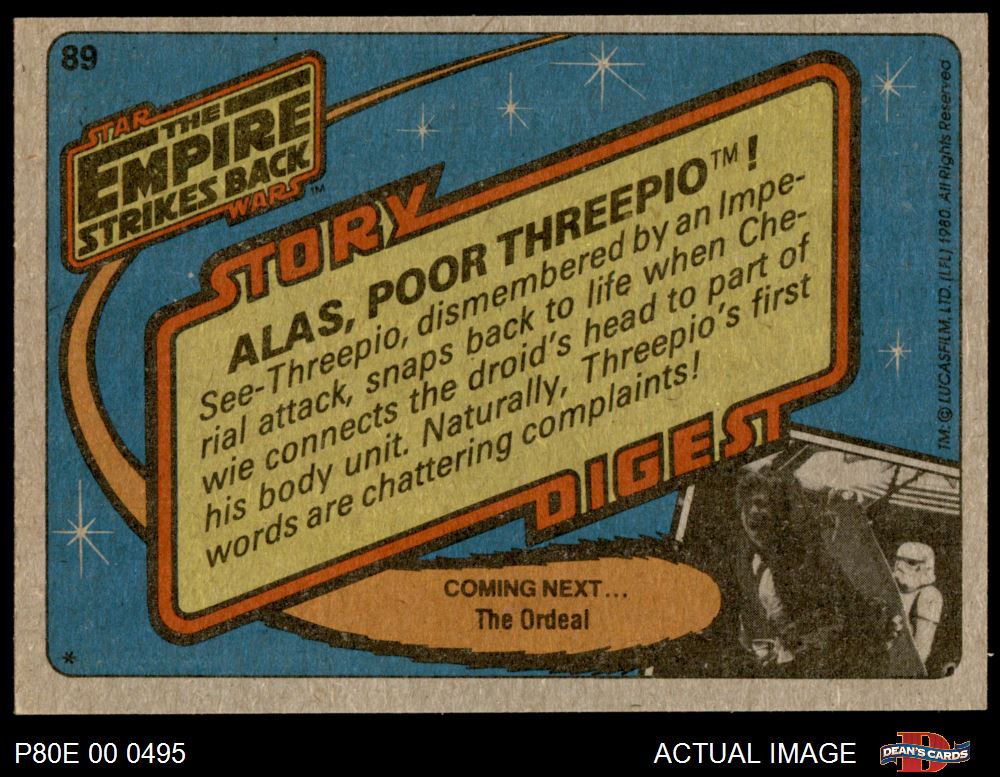 89
STAR
THE
EMPIRE
STRIKES BACK
WARS™
STORY
ALAS, POOR THREEPIO™!
See-Threepio, dismembered by an Impe-
rial attack, snaps back to life when Che-
wie connects the droid's head to part of
his body unit. Naturally, Threepio's first
words are chattering complaints!
DIGEST
COMING NEXT...
The Ordeal
*
TM: © LUCASFILM, LTD. (LFL) 1980. All Rights Reserved
P80E 00 0495
ACTUAL IMAGE
D
DEAN'S CARDS